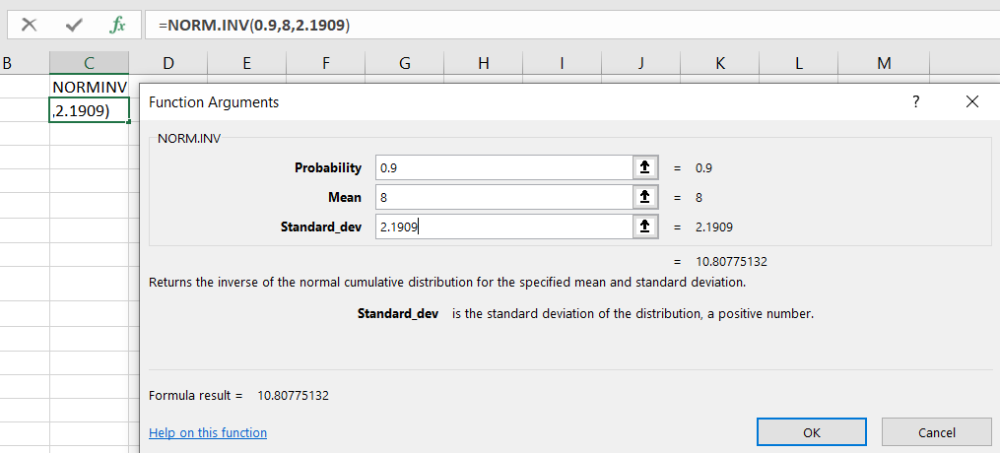 fx =NORM.INV(0.9,8,2.1909)
B C D E F G H I J K L M
NORMINV
,2.1909)
Function Arguments ?
NORM.INV
Probability 0.9 = 0.9
Mean 8 = 8
Standard_dev 2.1909 = 2.1909
= 10.80775132
Returns the inverse of the normal cumulative distribution for the specified mean and standard deviation.
Standard_dev is the standard deviation of the distribution, a positive number.
Formula result = 10.80775132
Help on this function OK Cancel